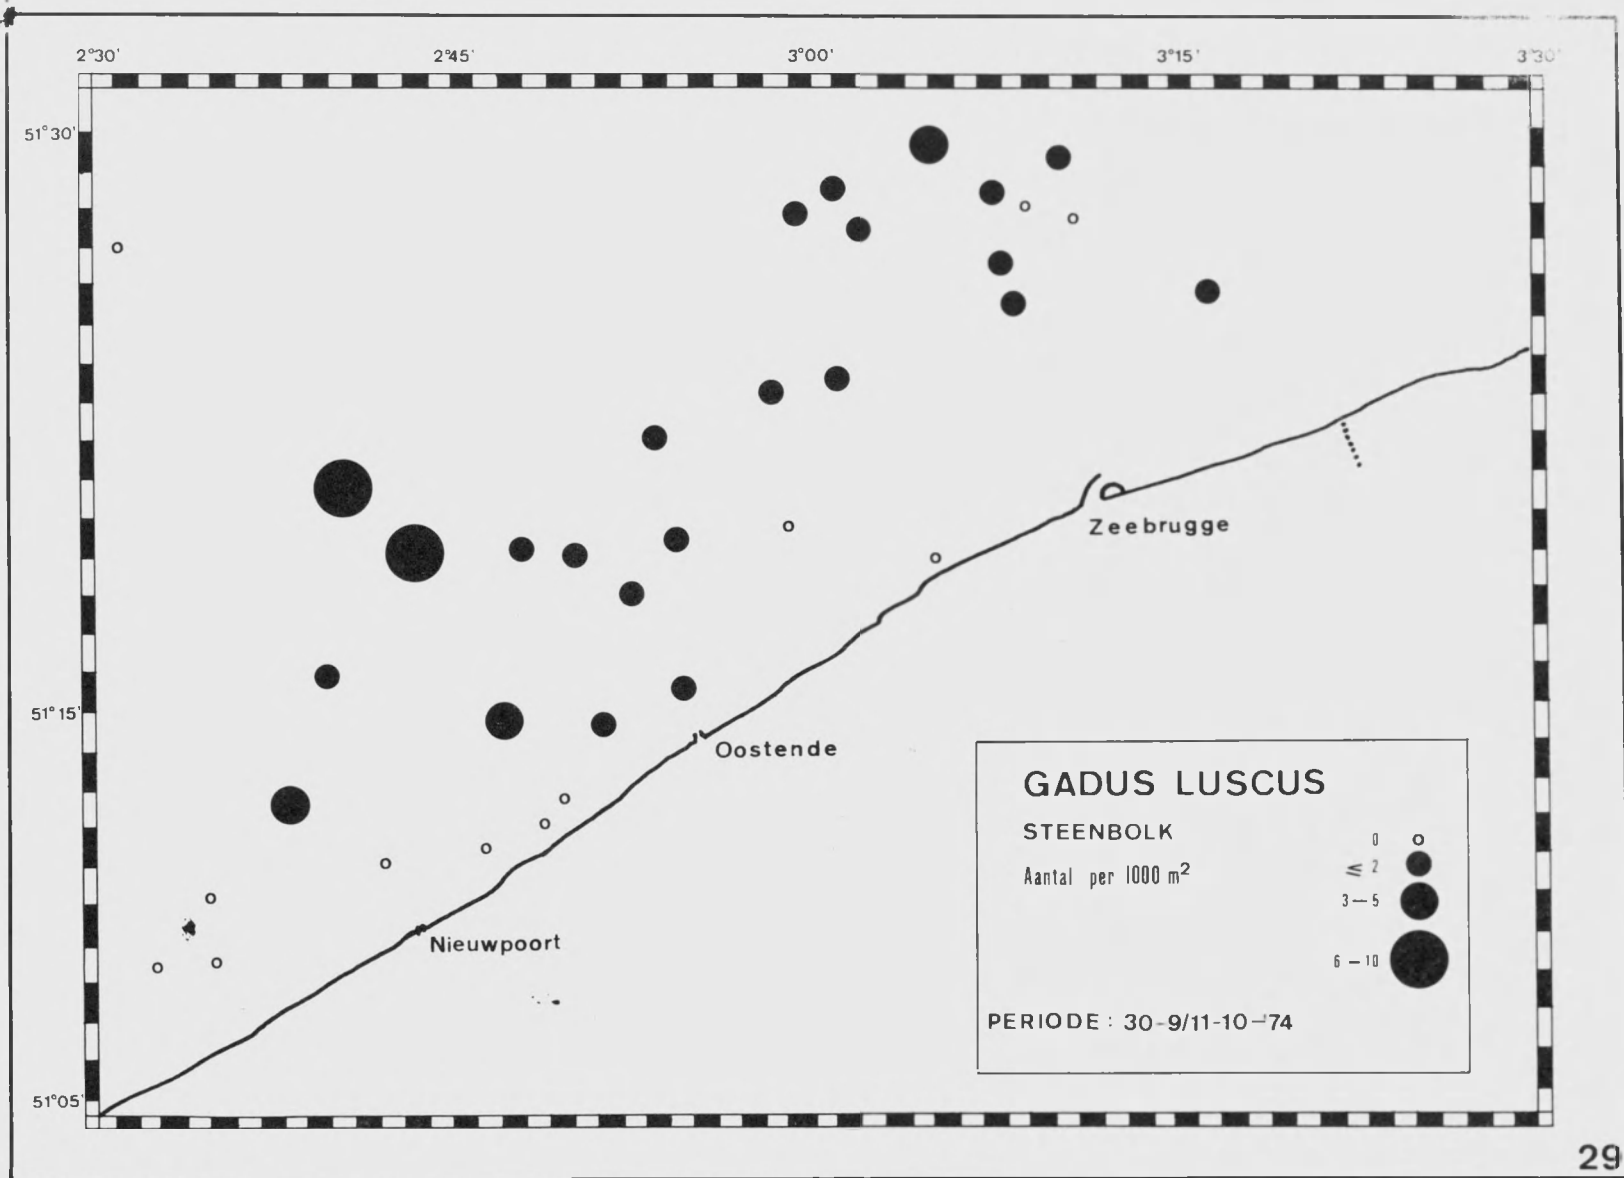 2°30' 2°45' 3°00' 3°15' 3°30'
51°30'
51°15'
51°05'
Zeebrugge
Oostende
Nieuwpoort
GADUS LUSCUS
STEENBOLK
Aantal per 1000 m²
0
≤ 2
3–5
6–10
PERIODE: 30-9/11-10-'74
29